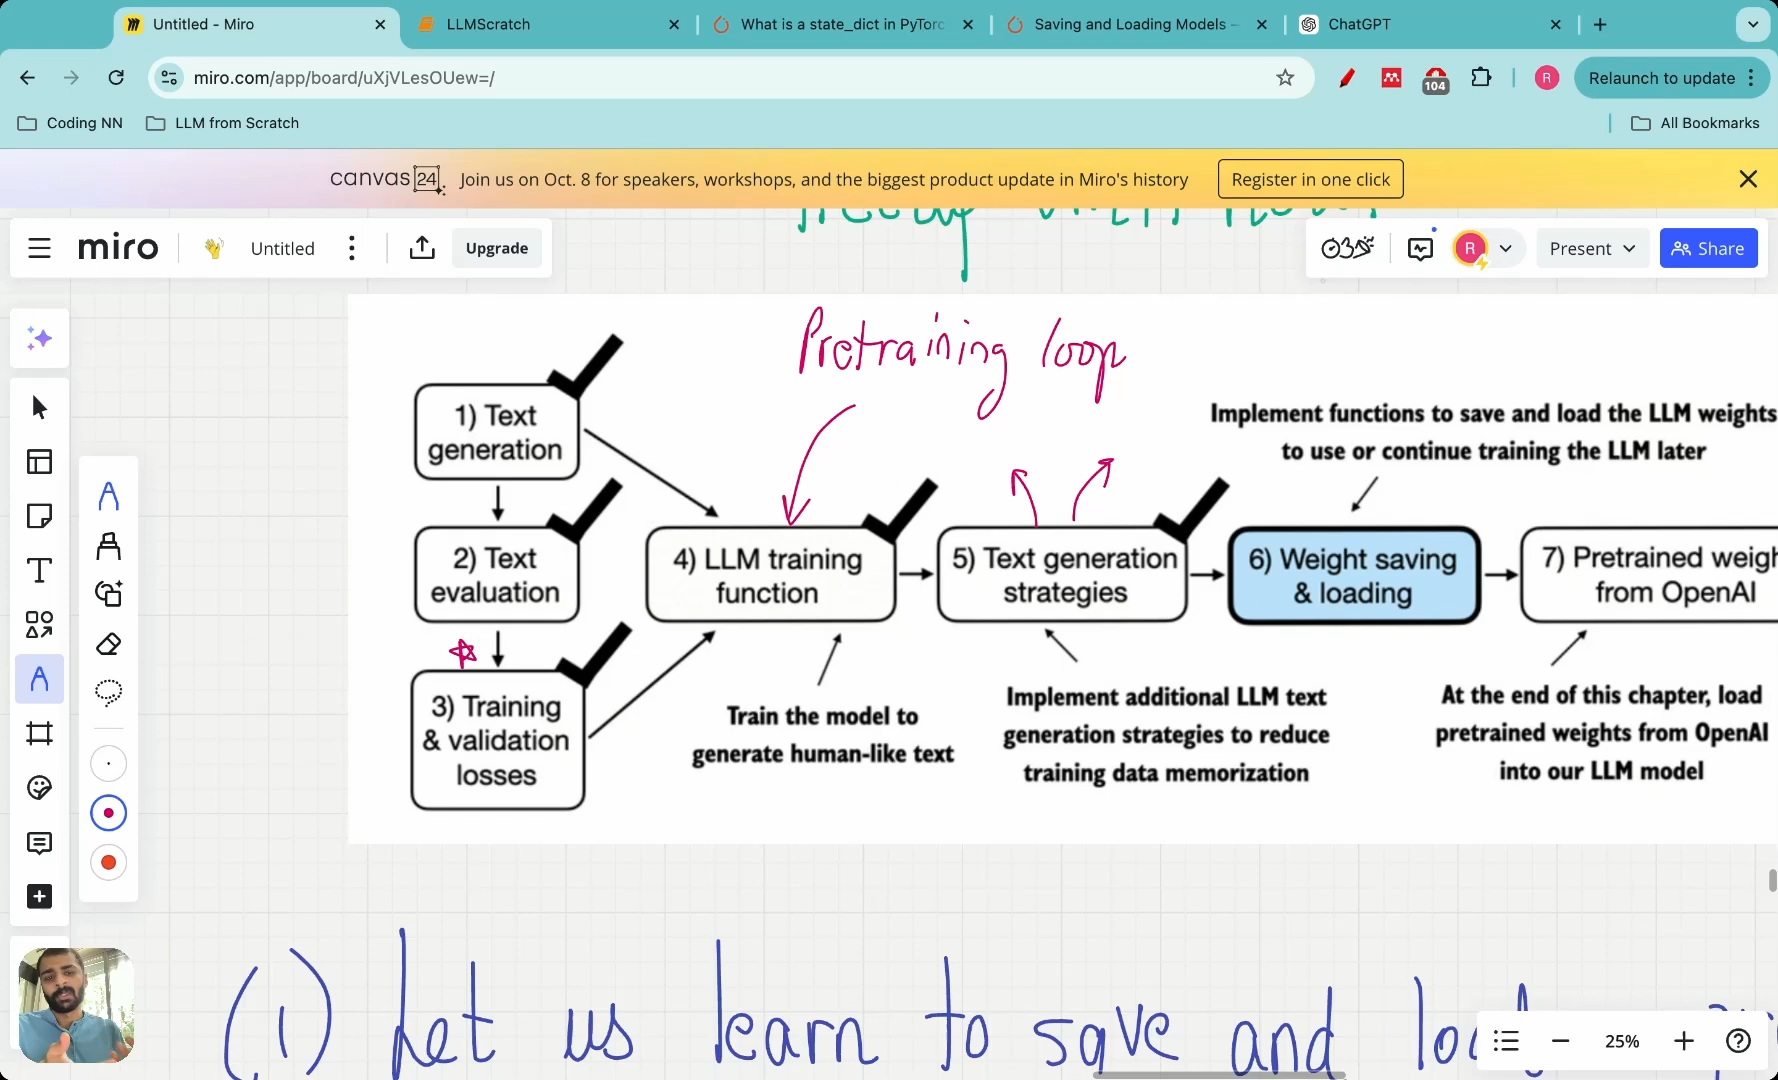 Untitled - Miro
LLMScratch
What is a state_dict in PyTorc
Saving and Loading Models –
ChatGPT
miro.com/app/board/uXjVLesOUew=/
104
R
Relaunch to update
Coding NN
LLM from Scratch
All Bookmarks
canvas 24
Join us on Oct. 8 for speakers, workshops, and the biggest product update in Miro's history
Register in one click
miro
Untitled
Upgrade
R
Present
Share
Pretraining loop
1) Text
generation
Implement functions to save and load the LLM weights
to use or continue training the LLM later
2) Text
evaluation
4) LLM training
function
5) Text generation
strategies
6) Weight saving
& loading
7) Pretrained weigh
from OpenAI
3) Training
& validation
losses
Train the model to
generate human-like text
Implement additional LLM text
generation strategies to reduce
training data memorization
At the end of this chapter, load
pretrained weights from OpenAI
into our LLM model
(1) Let us learn to save and
25%